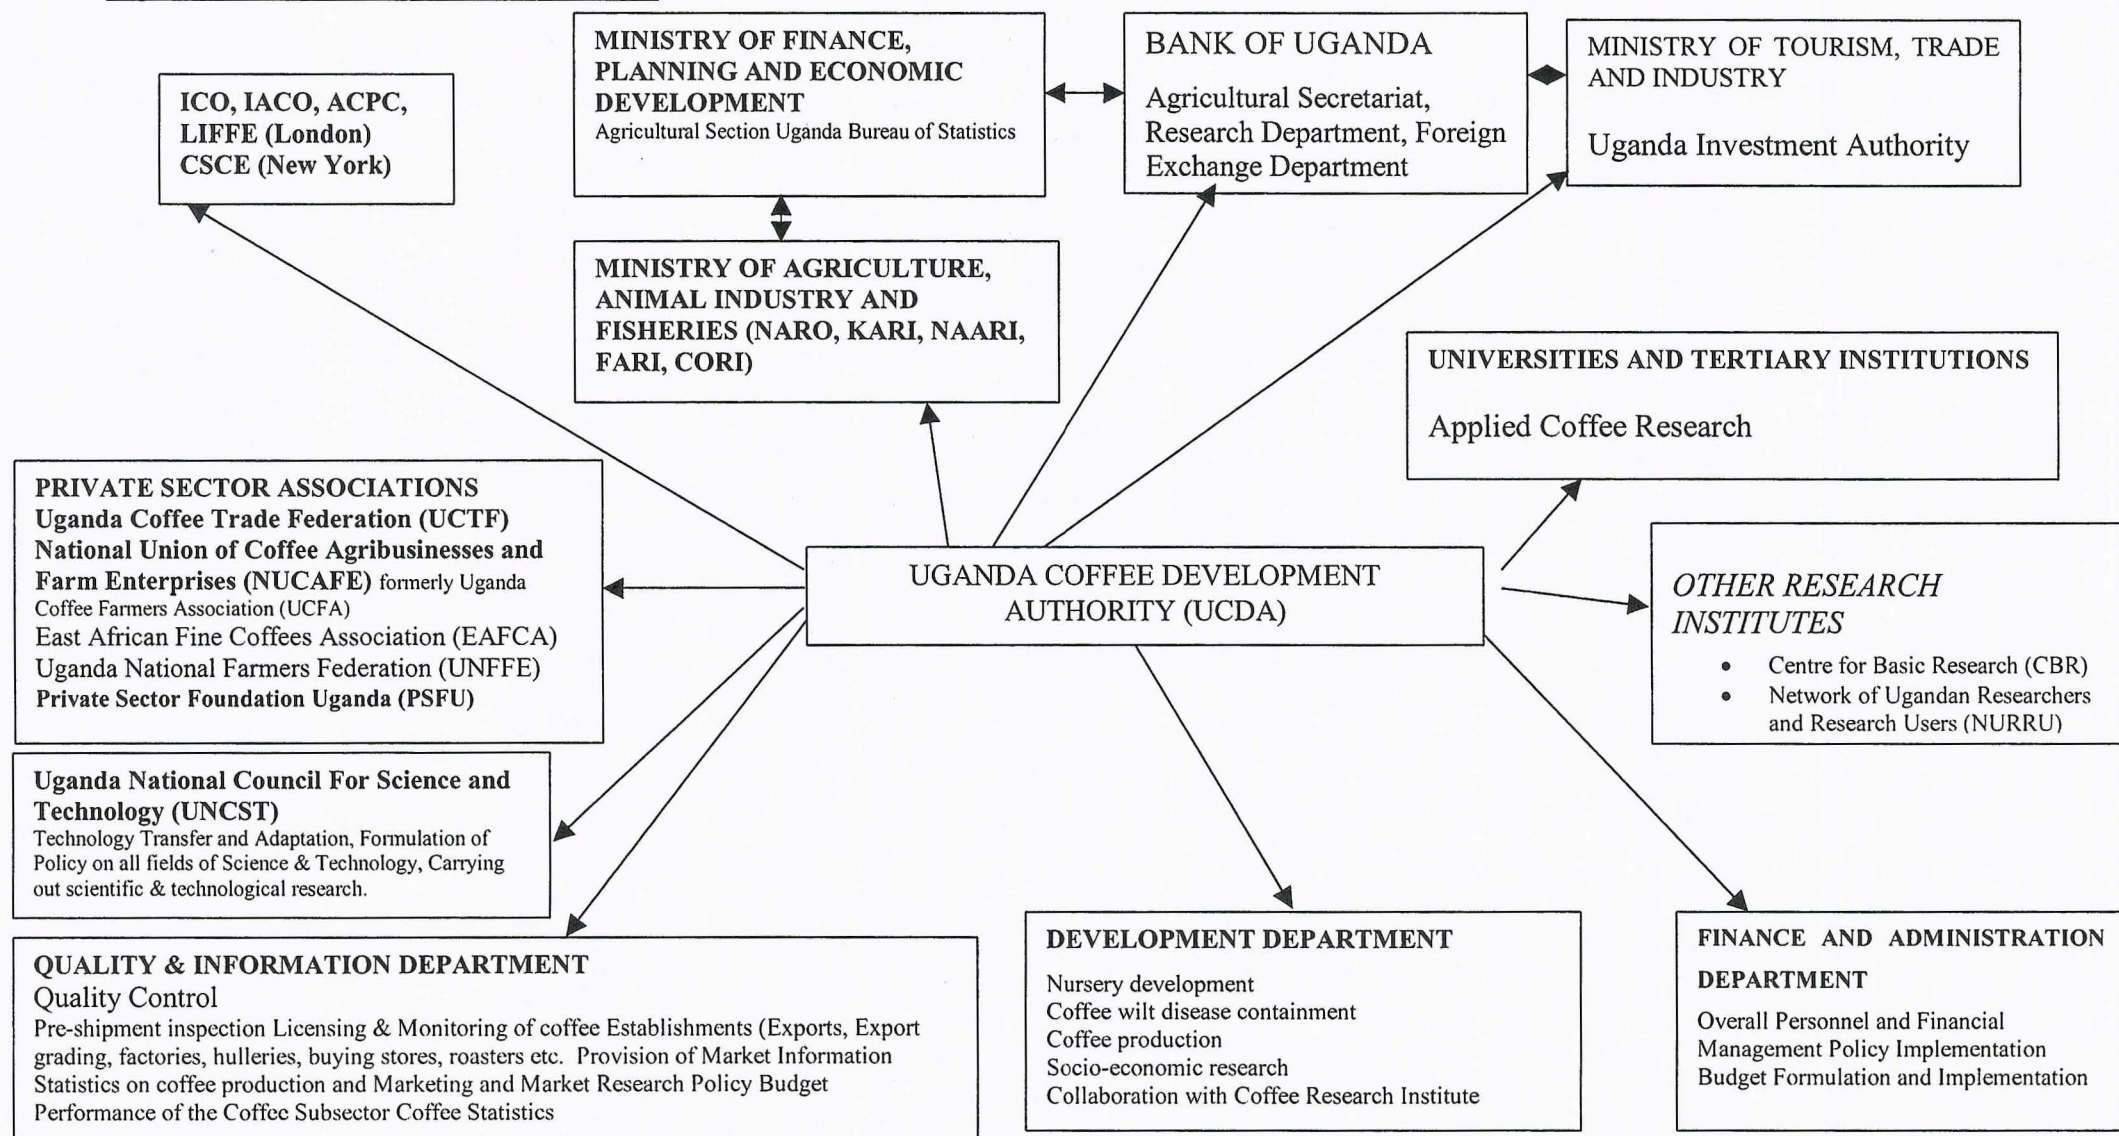 MINISTRY OF FINANCE,
PLANNING AND ECONOMIC
DEVELOPMENT
Agricultural Section Uganda Bureau of Statistics
BANK OF UGANDA
Agricultural Secretariat,
Research Department, Foreign
Exchange Department
MINISTRY OF TOURISM, TRADE
AND INDUSTRY
Uganda Investment Authority
ICO, IACO, ACPC,
LIFFE (London)
CSCE (New York)
MINISTRY OF AGRICULTURE,
ANIMAL INDUSTRY AND
FISHERIES (NARO, KARI, NAARI,
FARI, CORI)
UNIVERSITIES AND TERTIARY INSTITUTIONS
Applied Coffee Research
PRIVATE SECTOR ASSOCIATIONS
Uganda Coffee Trade Federation (UCTF)
National Union of Coffee Agribusinesses and
Farm Enterprises (NUCAFE) formerly Uganda
Coffee Farmers Association (UCFA)
East African Fine Coffees Association (EAFCA)
Uganda National Farmers Federation (UNFFE)
Private Sector Foundation Uganda (PSFU)
UGANDA COFFEE DEVELOPMENT
AUTHORITY (UCDA)
OTHER RESEARCH
INSTITUTES
• Centre for Basic Research (CBR)
• Network of Ugandan Researchers
and Research Users (NURRU)
Uganda National Council For Science and
Technology (UNCST)
Technology Transfer and Adaptation, Formulation of
Policy on all fields of Science & Technology, Carrying
out scientific & technological research.
QUALITY & INFORMATION DEPARTMENT
Quality Control
Pre-shipment inspection Licensing & Monitoring of coffee Establishments (Exports, Export
grading, factories, hulleries, buying stores, roasters etc. Provision of Market Information
Statistics on coffee production and Marketing and Market Research Policy Budget
Performance of the Coffee Subsector Coffee Statistics
DEVELOPMENT DEPARTMENT
Nursery development
Coffee wilt disease containment
Coffee production
Socio-economic research
Collaboration with Coffee Research Institute
FINANCE AND ADMINISTRATION
DEPARTMENT
Overall Personnel and Financial
Management Policy Implementation
Budget Formulation and Implementation